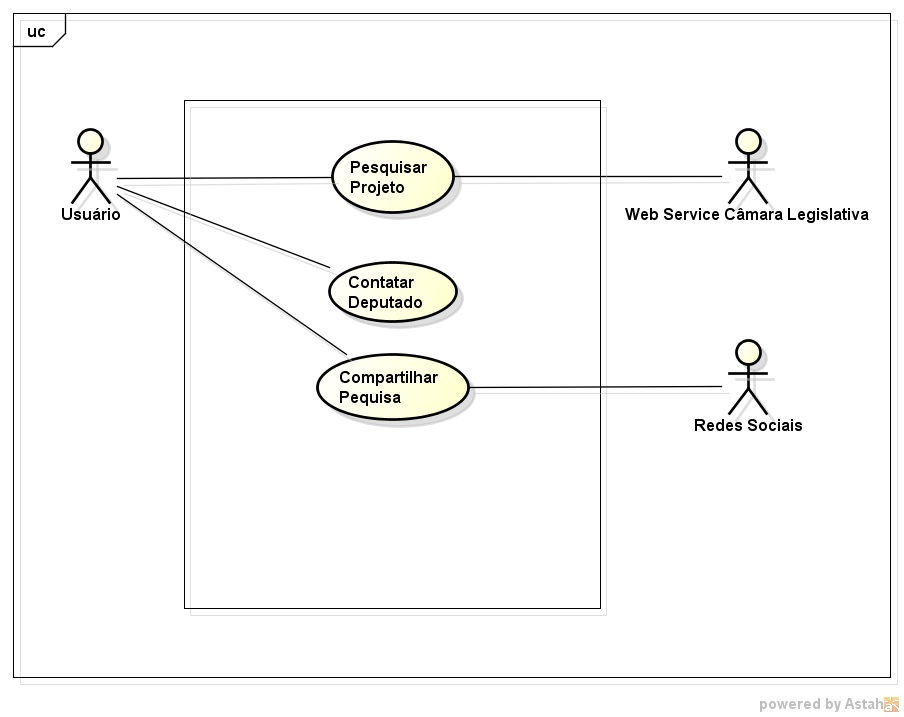 uc
Pesquisar
Projeto
Usuário
Web Service Câmara Legislativa
Contatar
Deputado
Compartilhar
Pequisa
Redes Sociais
powered by Astah